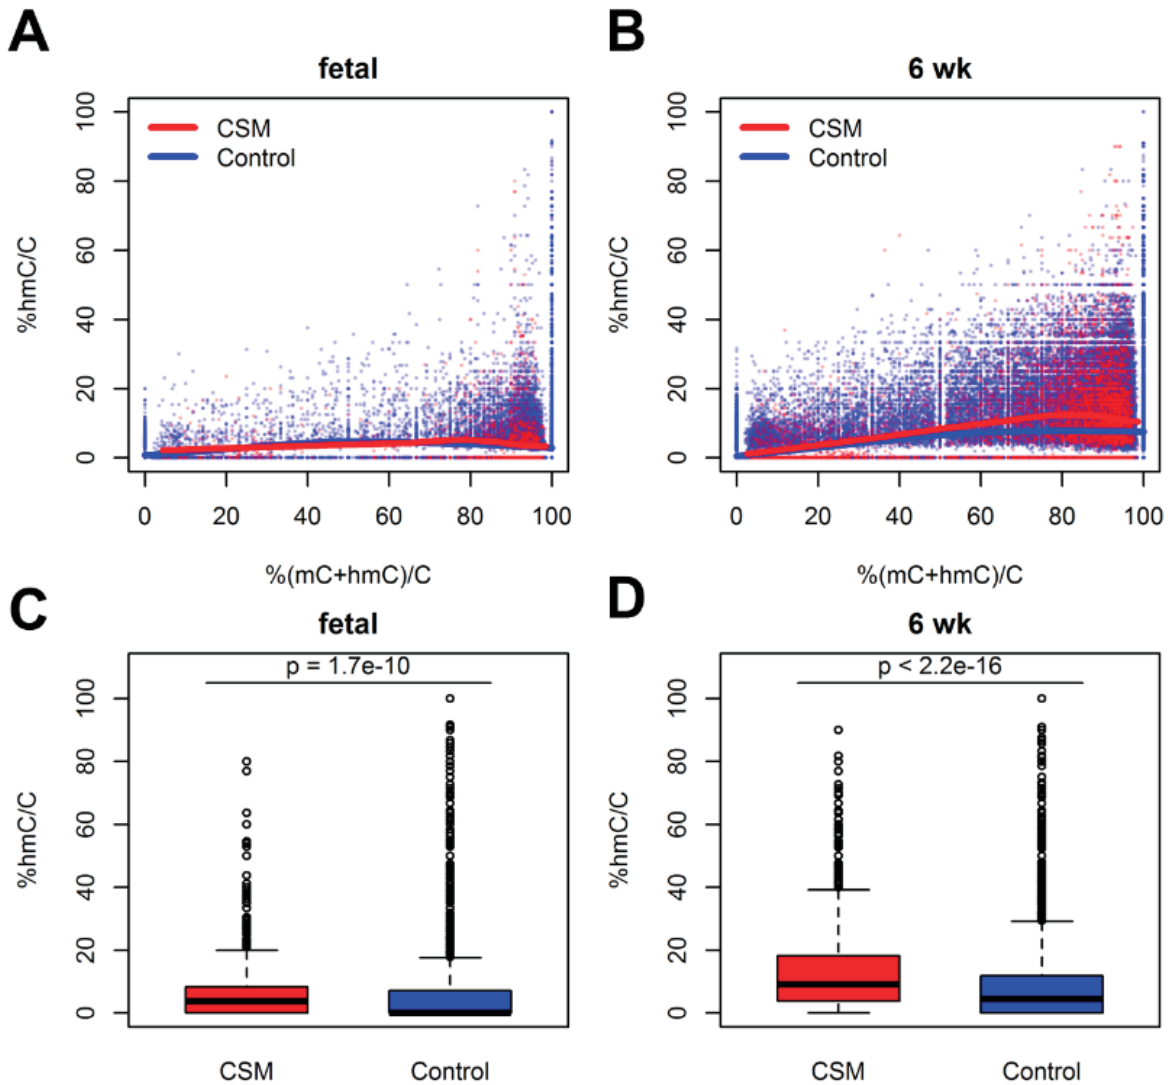 A
B
fetal
6 wk
CSM
Control
CSM
Control
%hmC/C
0 20 40 60 80 100
%hmC/C
0 20 40 60 80 100
0 20 40 60 80 100
0 20 40 60 80 100
%(mC+hmC)/C
%(mC+hmC)/C
C
D
fetal
6 wk
p = 1.7e-10
p < 2.2e-16
%hmC/C
0 20 40 60 80 100
%hmC/C
0 20 40 60 80 100
CSM Control
CSM Control